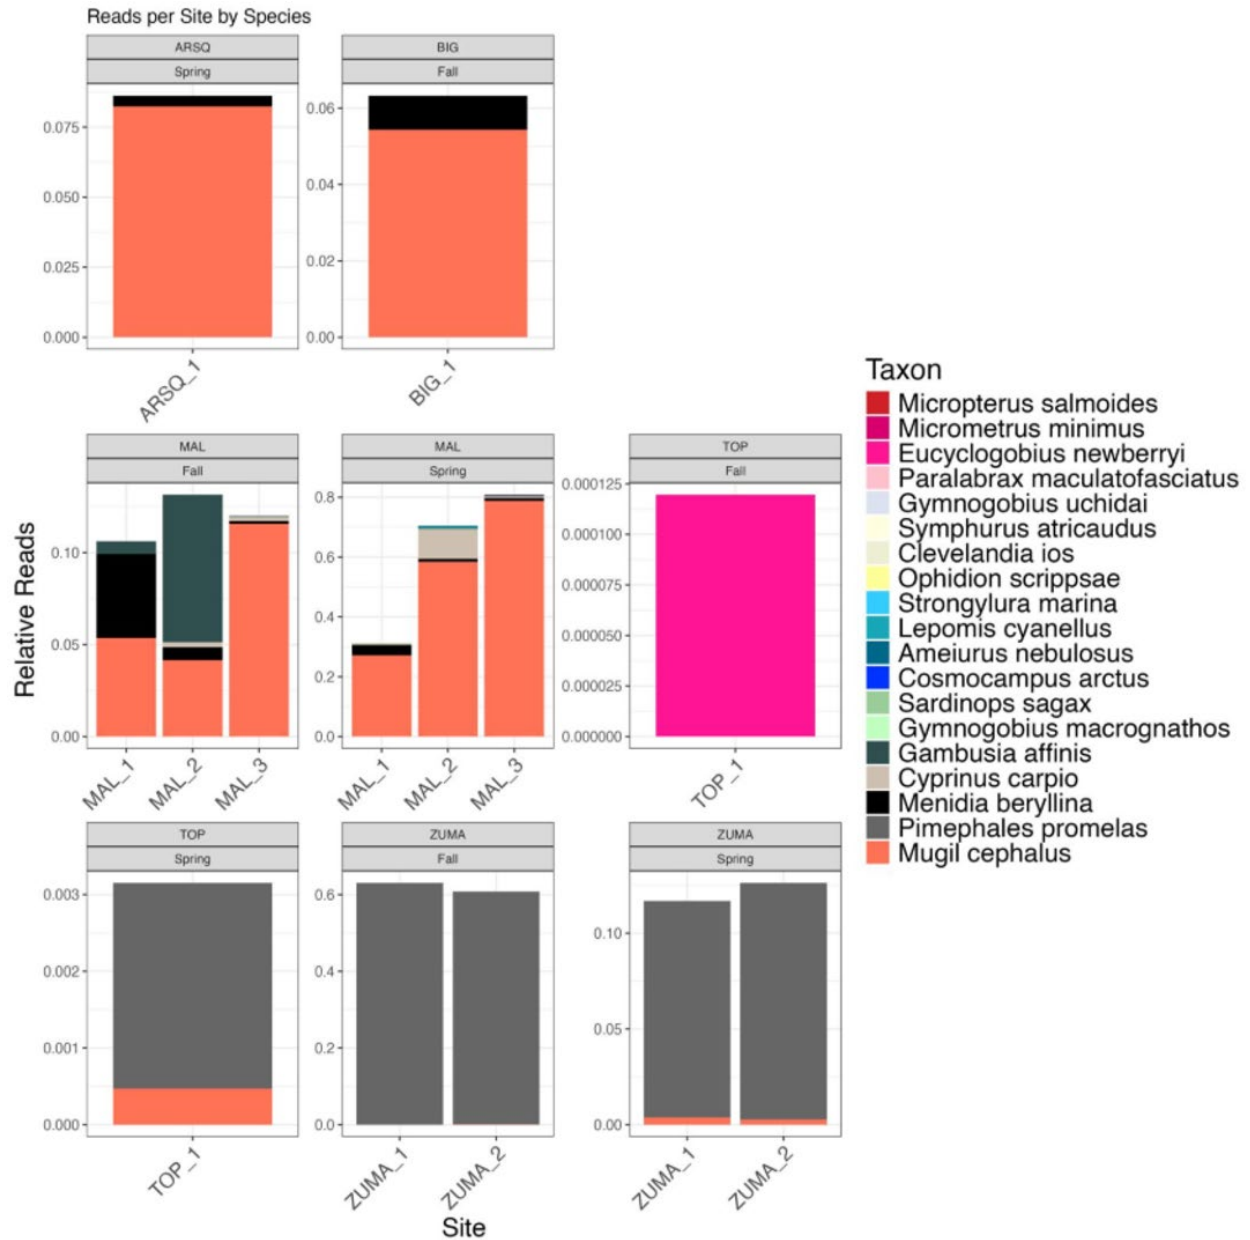 Reads per Site by Species
ARSQ
Spring
0.075
0.050
0.025
0.000
ARSQ_1
BIG
Fall
0.06
0.04
0.02
0.00
BIG_1
Relative Reads
MAL
Fall
0.10
0.05
0.00
MAL_1
MAL_2
MAL_3
MAL
Spring
0.8
0.6
0.4
0.2
0.0
MAL_1
MAL_2
MAL_3
TOP
Fall
0.000125
0.000100
0.000075
0.000050
0.000025
0.000000
TOP_1
TOP
Spring
0.003
0.002
0.001
0.000
TOP_1
ZUMA
Fall
0.6
0.4
0.2
0.0
ZUMA_1
ZUMA_2
ZUMA
Spring
0.10
0.05
0.00
ZUMA_1
ZUMA_2
Site
Taxon
Micropterus salmoides
Micrometrus minimus
Eucyclogobius newberryi
Paralabrax maculatofasciatus
Gymnogobius uchidai
Symphurus atricaudus
Clevelandia ios
Ophidion scrippsae
Strongylura marina
Lepomis cyanellus
Ameiurus nebulosus
Cosmocampus arctus
Sardinops sagax
Gymnogobius macrognathos
Gambusia affinis
Cyprinus carpio
Menidia beryllina
Pimephales promelas
Mugil cephalus